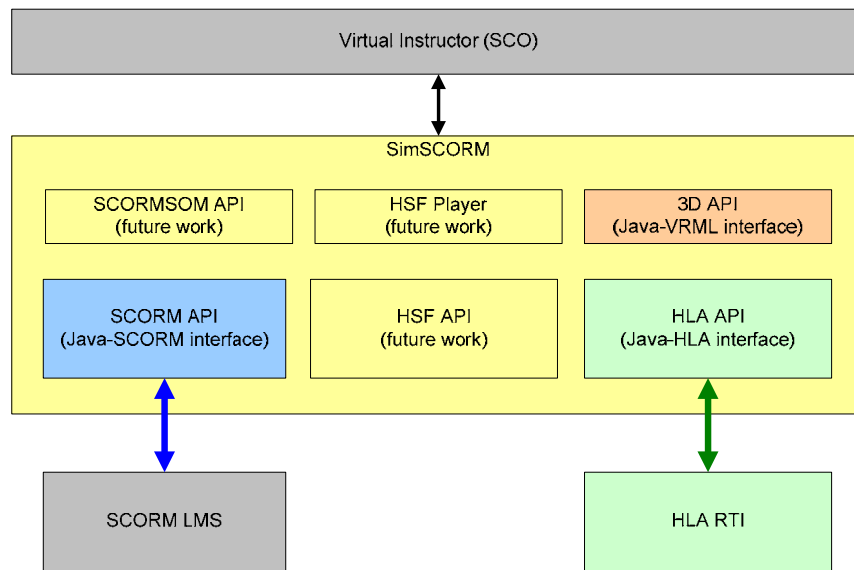 Virtual Instructor (SCO)
SimSCORM
SCORMSOM API
(future work)
HSF Player
(future work)
3D API
(Java-VRML interface)
SCORM API
(Java-SCORM interface)
HSF API
(future work)
HLA API
(Java-HLA interface)
SCORM LMS
HLA RTI